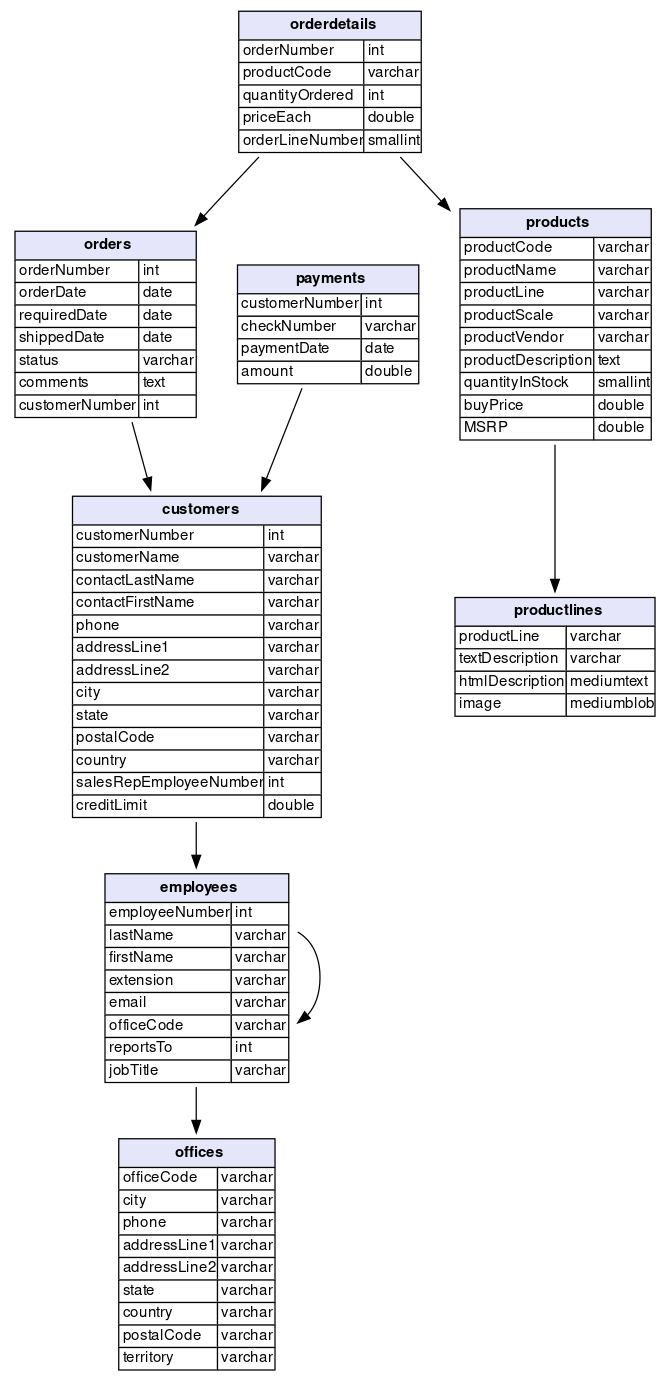 orderdetails
orderNumber int
productCode varchar
quantityOrdered int
priceEach double
orderLineNumber smallint
orders
orderNumber int
orderDate date
requiredDate date
shippedDate date
status varchar
comments text
customerNumber int
payments
customerNumber int
checkNumber varchar
paymentDate date
amount double
products
productCode varchar
productName varchar
productLine varchar
productScale varchar
productVendor varchar
productDescription text
quantityInStock smallint
buyPrice double
MSRP double
customers
customerNumber int
customerName varchar
contactLastName varchar
contactFirstName varchar
phone varchar
addressLine1 varchar
addressLine2 varchar
city varchar
state varchar
postalCode varchar
country varchar
salesRepEmployeeNumber int
creditLimit double
productlines
productLine varchar
textDescription varchar
htmlDescription mediumtext
image mediumblob
employees
employeeNumber int
lastName varchar
firstName varchar
extension varchar
email varchar
officeCode varchar
reportsTo int
jobTitle varchar
offices
officeCode varchar
city varchar
phone varchar
addressLine1 varchar
addressLine2 varchar
state varchar
country varchar
postalCode varchar
territory varchar